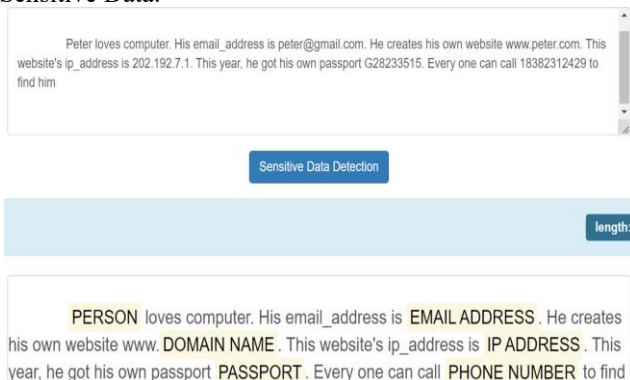 Sensitive Data.
Peter loves computer. His email_address is peter@gmail.com. He creates his own website www.peter.com. This
website's ip_address is 202.192.7.1. This year, he got his own passport G28233515. Every one can call 18382312429 to
find him
Sensitive Data Detection
length:
PERSON loves computer. His email_address is EMAIL ADDRESS . He creates
his own website www. DOMAIN NAME . This website's ip_address is IP ADDRESS . This
year, he got his own passport PASSPORT . Every one can call PHONE NUMBER to find